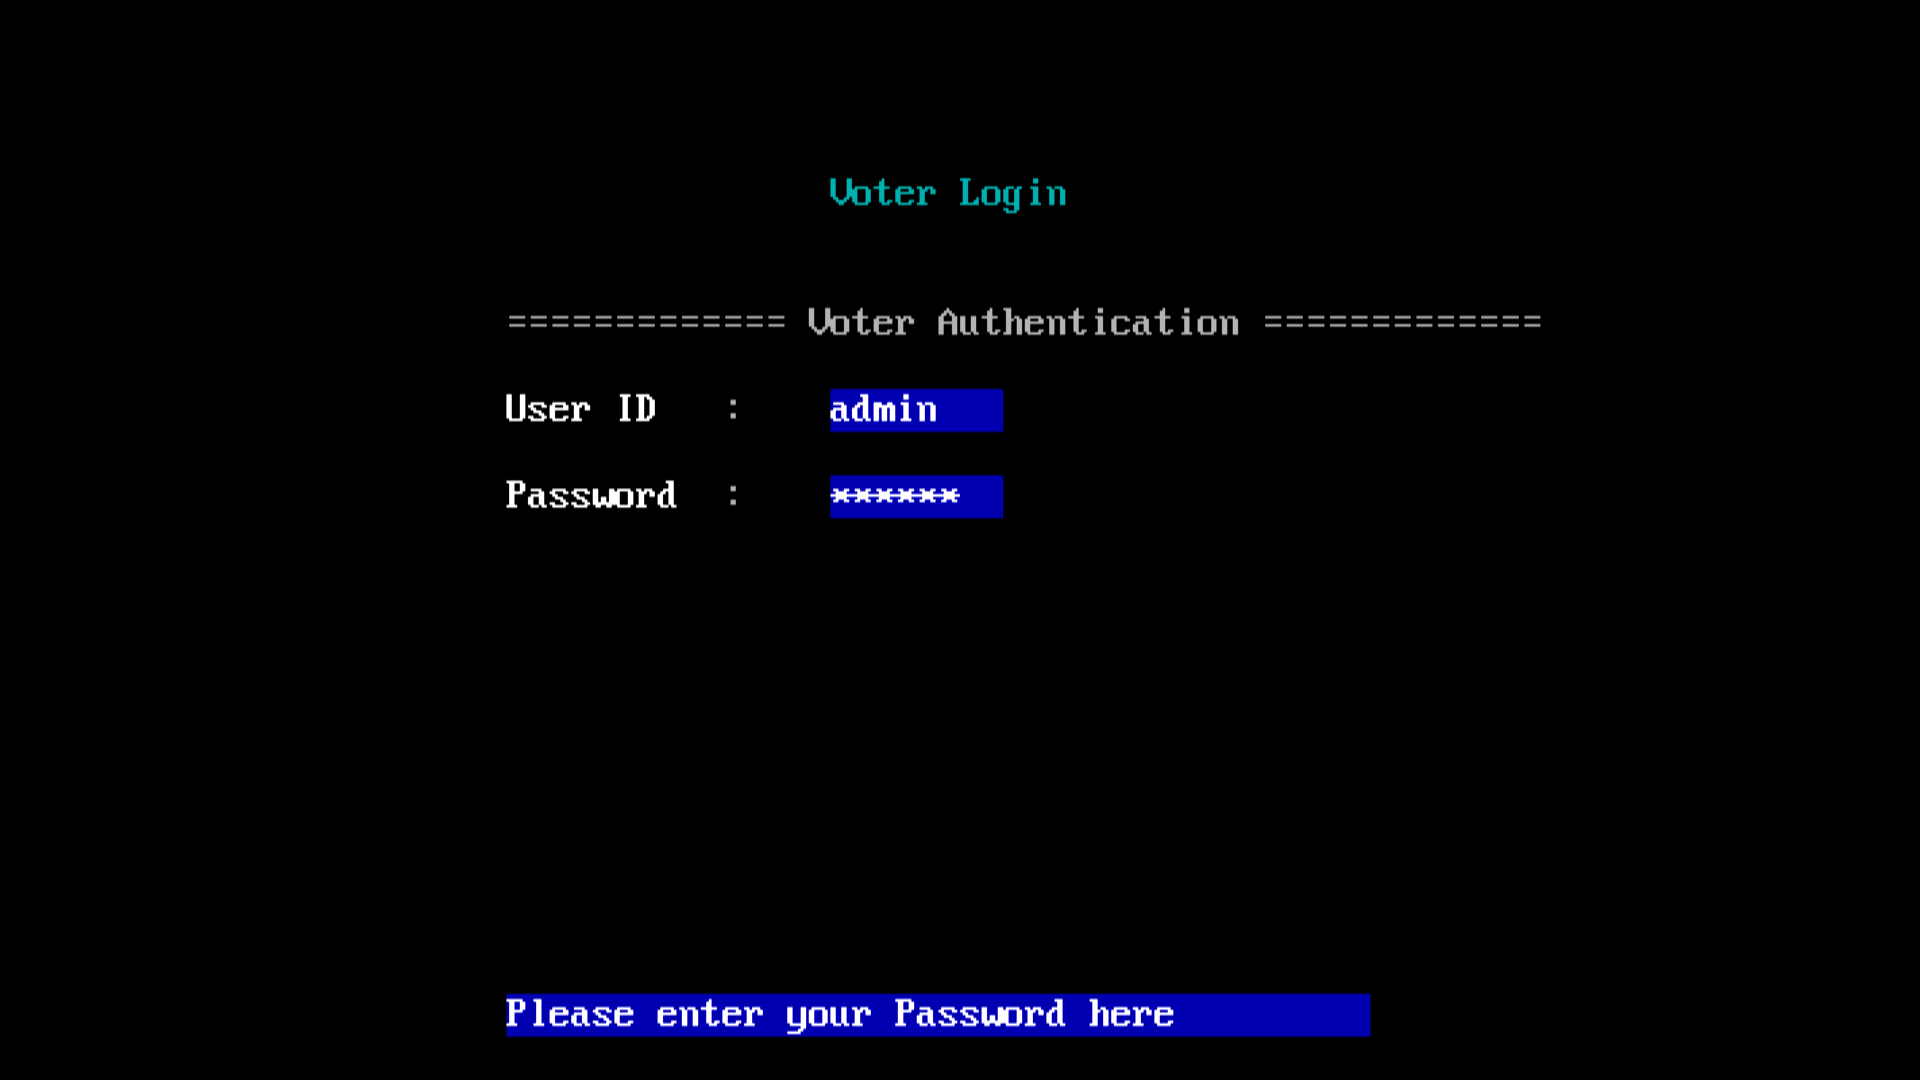 Voter Login
============= Voter Authentication =============
User ID : admin
Password : ******
Please enter your Password here